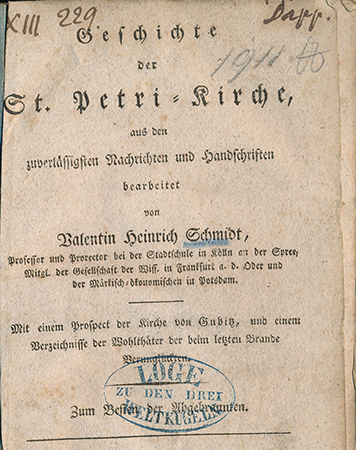 XIII 229
Dapp.
1911
Geschichte
der
St. Petri-Kirche,
aus den
zuverlässigsten Nachrichten und Handschriften
bearbeitet
von
Valentin Heinrich Schmidt,
Professor und Prorector bei der Stadtschule in Kölln an der Spree,
Mitgl. der Gesellschaft der Wiss. in Frankfurt a. d. Oder und
der Märkisch-ökonomischen in Potsdam.
Mit einem Prospect der Kirche von Gubitz, und einem
Verzeichnisse der Wohlthäter der beim letzten Brande
Verunglückten.
LOGE
ZU DEN DREI
WELTKUGELN
Zum Besten der Abgebrannten.